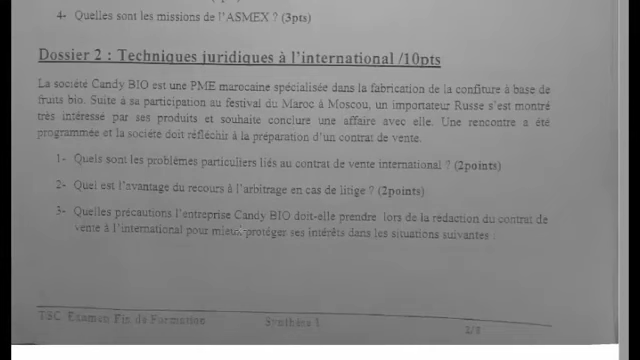 4- Quelles sont les missions de l'ASMEX ? (3pts)
Dossier 2 : Techniques juridiques à l'international /10pts
La société Candy BIO est une PME marocaine spécialisée dans la fabrication de la confiture à base de
fruits bio. Suite à sa participation au festival du Maroc à Moscou, un importateur Russe s'est montré
très intéressé par ses produits et souhaite conclure une affaire avec elle. Une rencontre a été
programmée et la société doit réfléchir à la préparation d'un contrat de vente.
1- Quels sont les problèmes particuliers liés au contrat de vente international ? (2points)
2- Quel est l'avantage du recours à l'arbitrage en cas de litige ? (2points)
3- Quelles précautions l'entreprise Candy BIO doit-elle prendre lors de la rédaction du contrat de
vente à l'international pour mieux protéger ses intérêts dans les situations suivantes :
TSC Examen Fin de Formation Synthèse 1 2/8